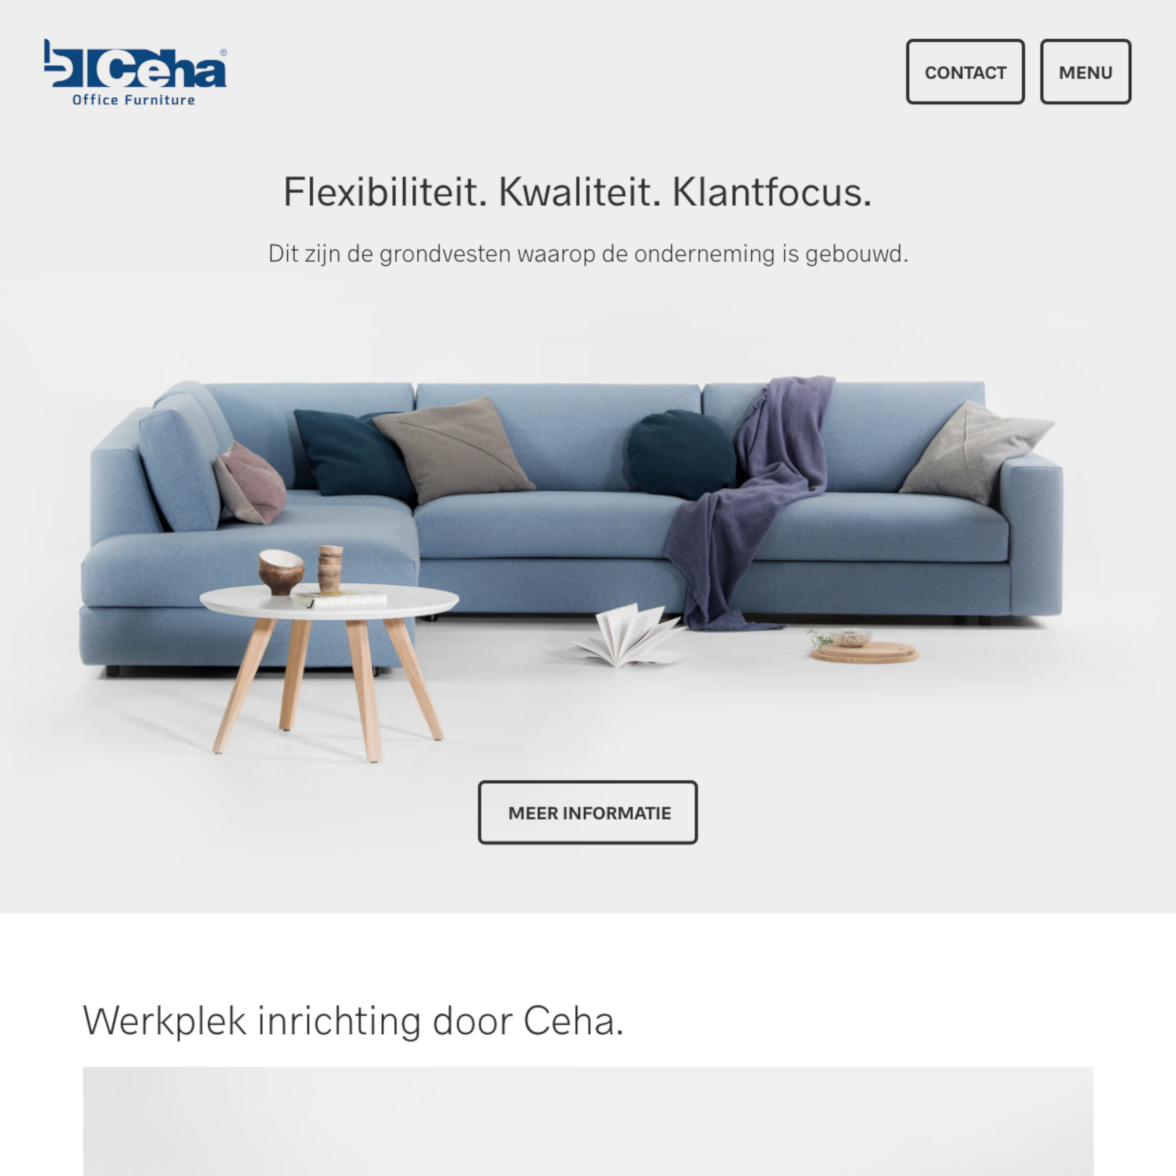 Ceha®
Office Furniture
CONTACT
MENU
Flexibiliteit. Kwaliteit. Klantfocus.
Dit zijn de grondvesten waarop de onderneming is gebouwd.
MEER INFORMATIE
Werkplek inrichting door Ceha.